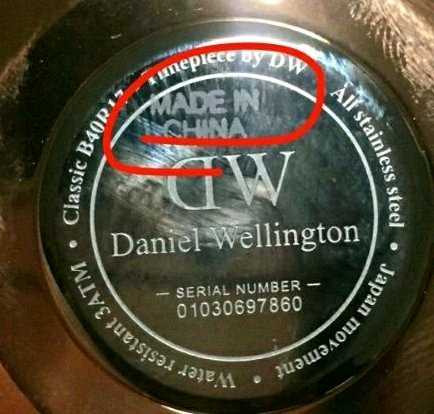 Timepiece by DW • All stainless steel • Japan movement • Water resistant 3ATM • Classic B40R17
MADE IN
CHINA
DW
Daniel Wellington
— SERIAL NUMBER —
01030697860